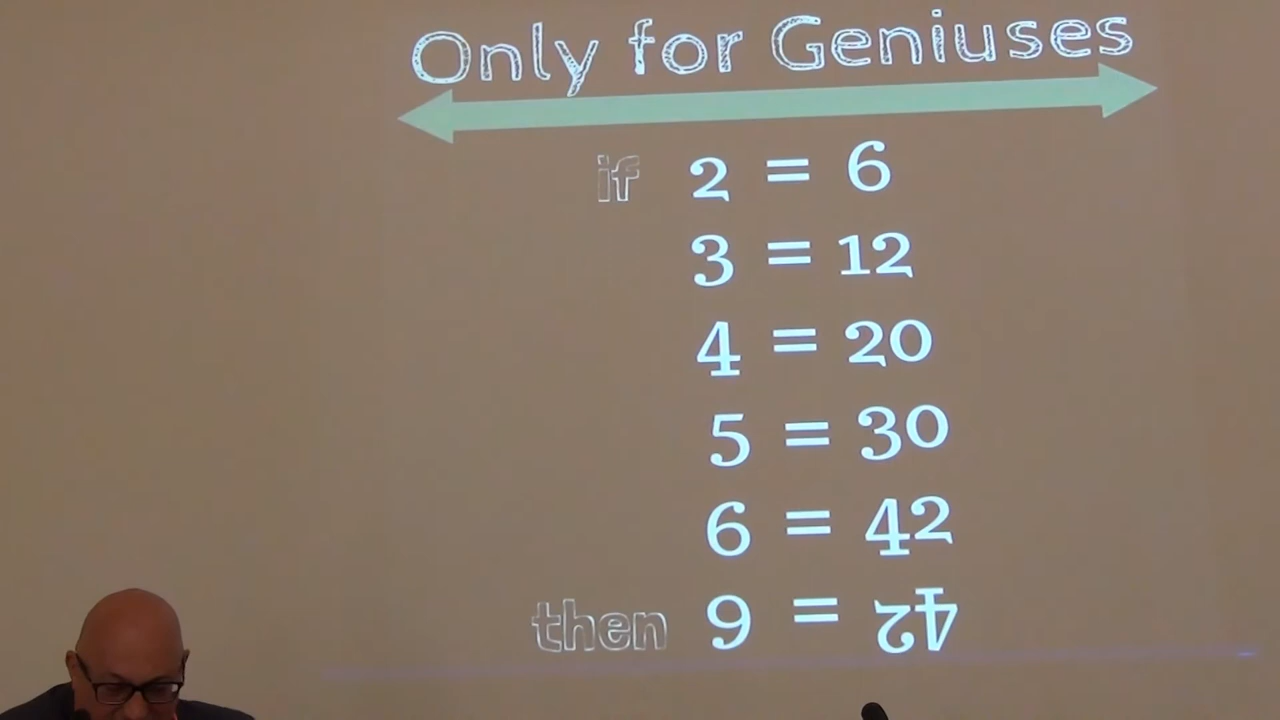 Only for Geniuses
if 2 = 6
3 = 12
4 = 20
5 = 30
6 = 42
then 9 = 42